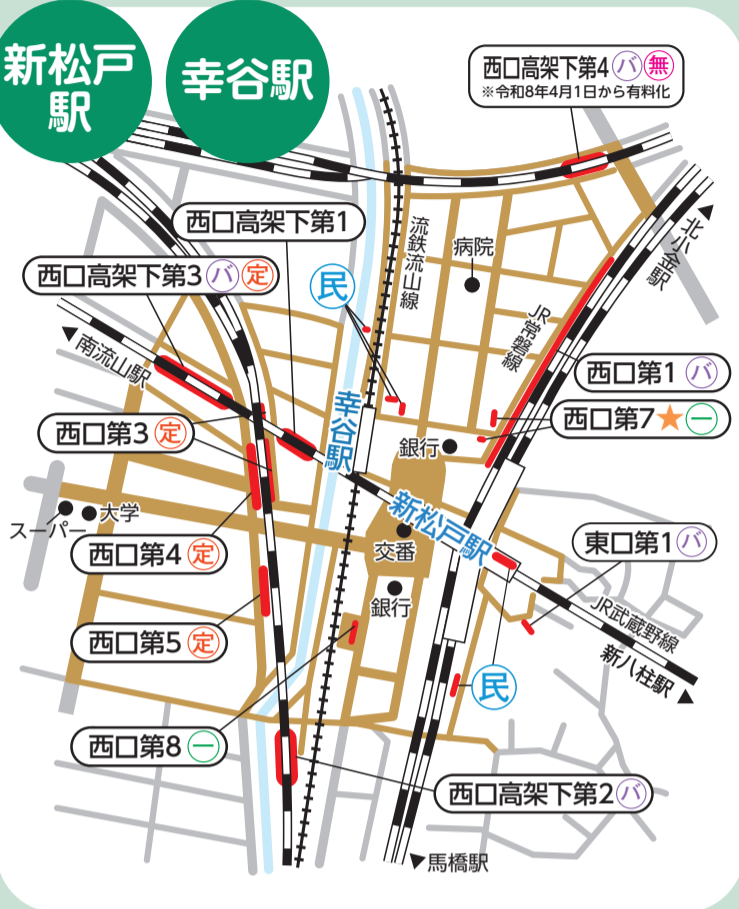 新松戸
駅
幸谷駅
西口高架下第4 バ 無
※令和8年4月1日から有料化
西口高架下第1
西口高架下第3 バ 定
民
流鉄流山線
病院
北小金駅
JR常磐線
南流山駅
西口第1 バ
西口第7★一
西口第3 定
幸谷駅
銀行
新松戸駅
スーパー
大学
交番
東口第1 バ
西口第4 定
銀行
JR武蔵野線
西口第5 定
新八柱駅
民
西口第8 一
西口高架下第2 バ
馬橋駅